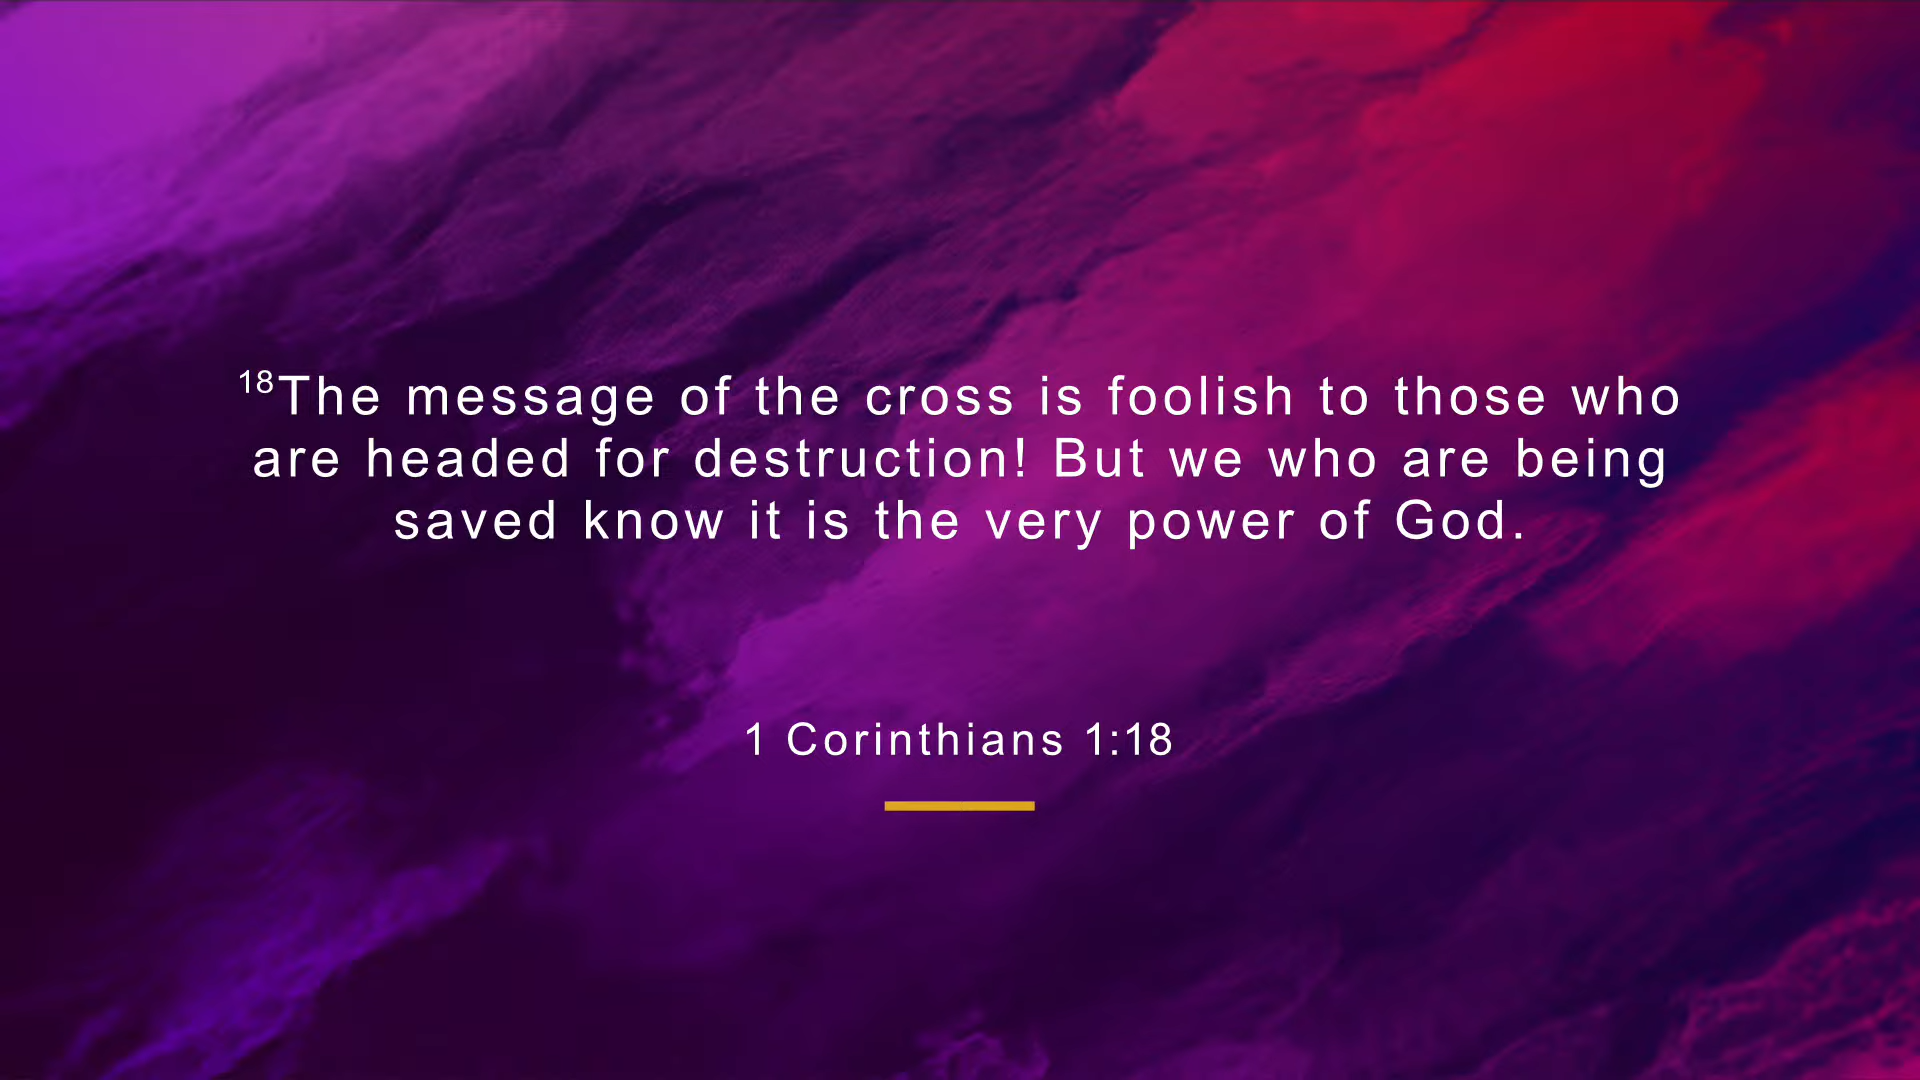 ¹⁸The message of the cross is foolish to those who
are headed for destruction! But we who are being
saved know it is the very power of God.
1 Corinthians 1:18